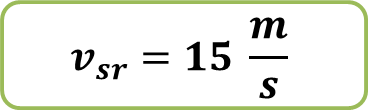 v_sr = 15 m/s